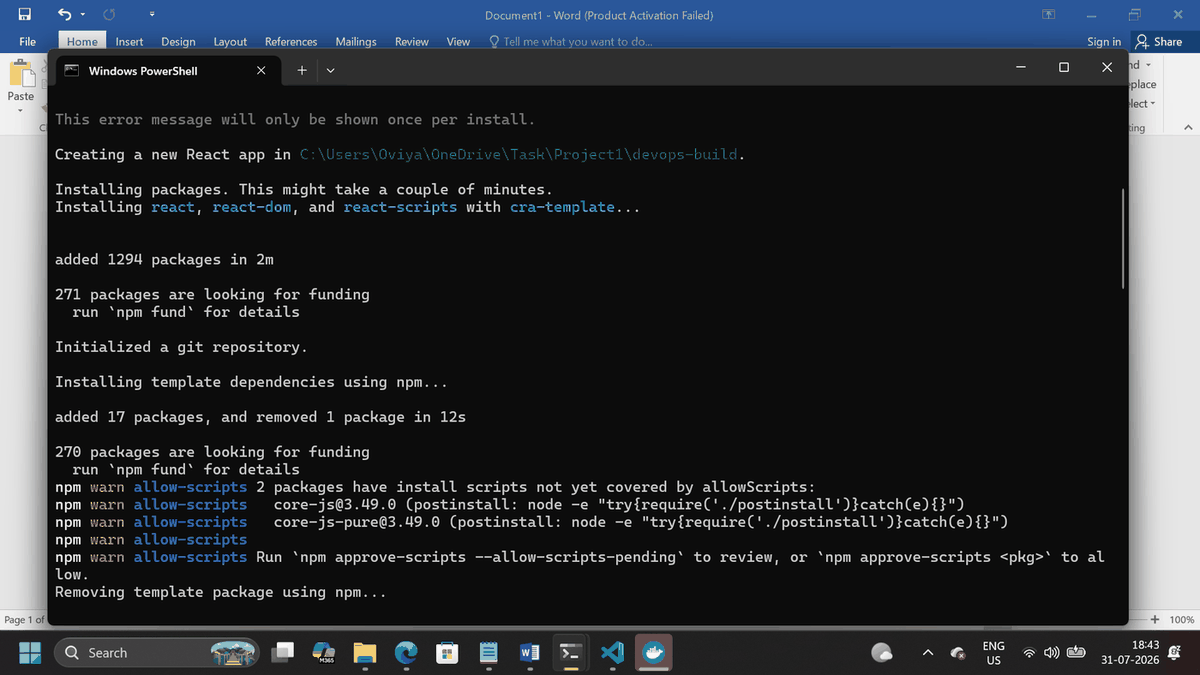 Document1 - Word (Product Activation Failed)
File Home Insert Design Layout References Mailings Review View Tell me what you want to do... Sign in Share
Windows PowerShell
Paste
This error message will only be shown once per install.
Creating a new React app in C:\Users\Oviya\OneDrive\Task\Project1\devops-build.
Installing packages. This might take a couple of minutes.
Installing react, react-dom, and react-scripts with cra-template...
added 1294 packages in 2m
271 packages are looking for funding
run `npm fund` for details
Initialized a git repository.
Installing template dependencies using npm...
added 17 packages, and removed 1 package in 12s
270 packages are looking for funding
run `npm fund` for details
npm warn allow-scripts 2 packages have install scripts not yet covered by allowScripts:
npm warn allow-scripts   core-js@3.49.0 (postinstall: node -e "try{require('./postinstall')}catch(e){}")
npm warn allow-scripts   core-js-pure@3.49.0 (postinstall: node -e "try{require('./postinstall')}catch(e){}")
npm warn allow-scripts
npm warn allow-scripts Run `npm approve-scripts --allow-scripts-pending` to review, or `npm approve-scripts <pkg>` to al
low.
Removing template package using npm...
Page 1 of
100%
Search
M365
ENG
US
18:43
31-07-2026